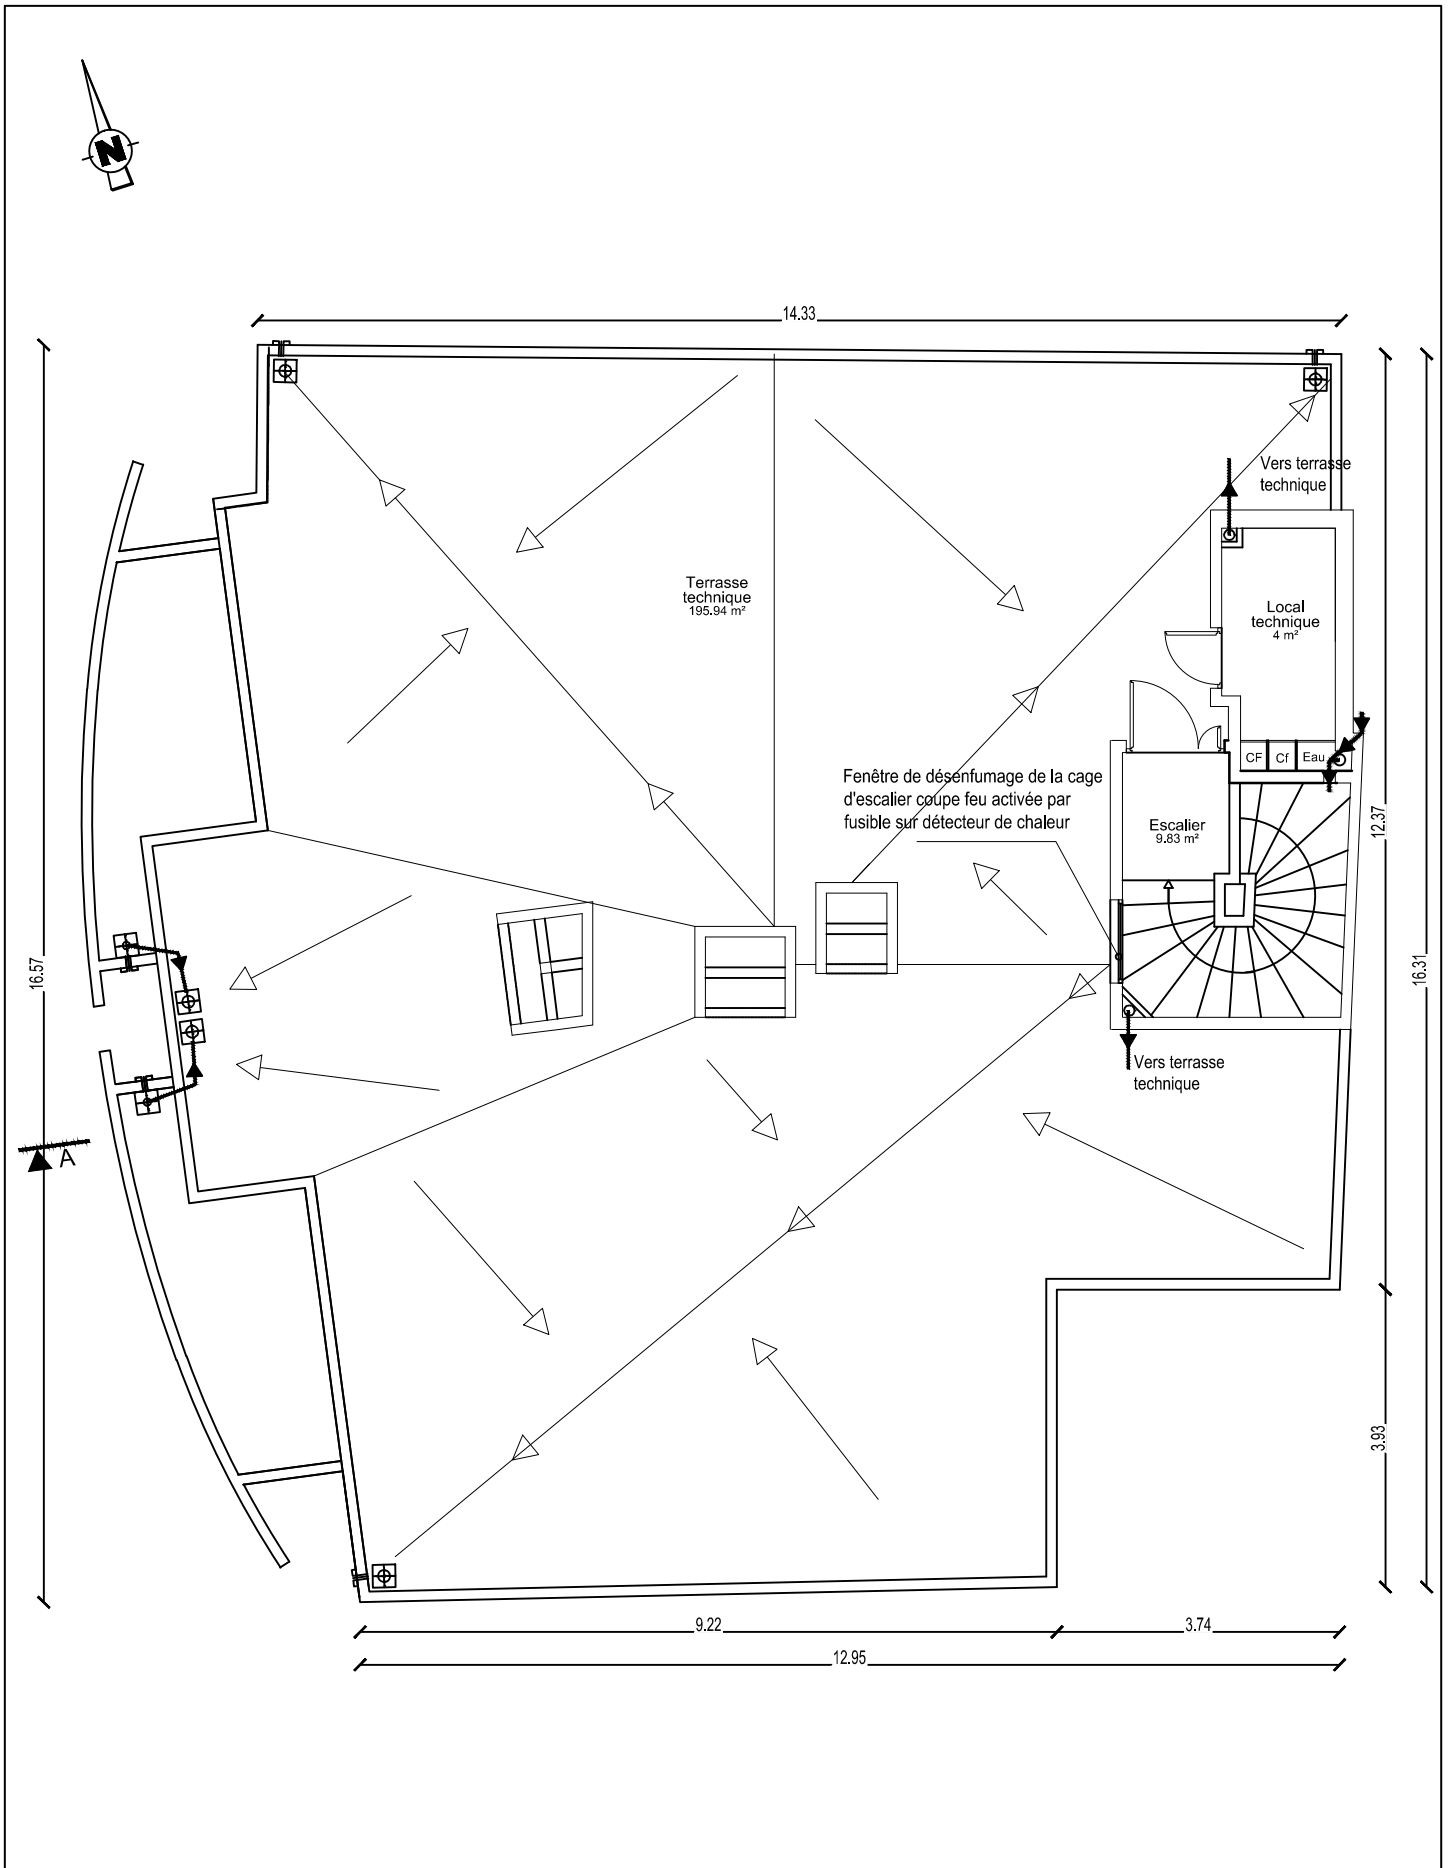 N
14.33
Vers terrasse
technique
Terrasse
technique
195.94 m²
Local
technique
4 m²
CF
Cf
Eau
Fenêtre de désenfumage de la cage
d'escalier coupe feu activée par
fusible sur détecteur de chaleur
Escalier
9.83 m²
12.37
16.57
16.31
Vers terrasse
technique
A
3.93
9.22
3.74
12.95